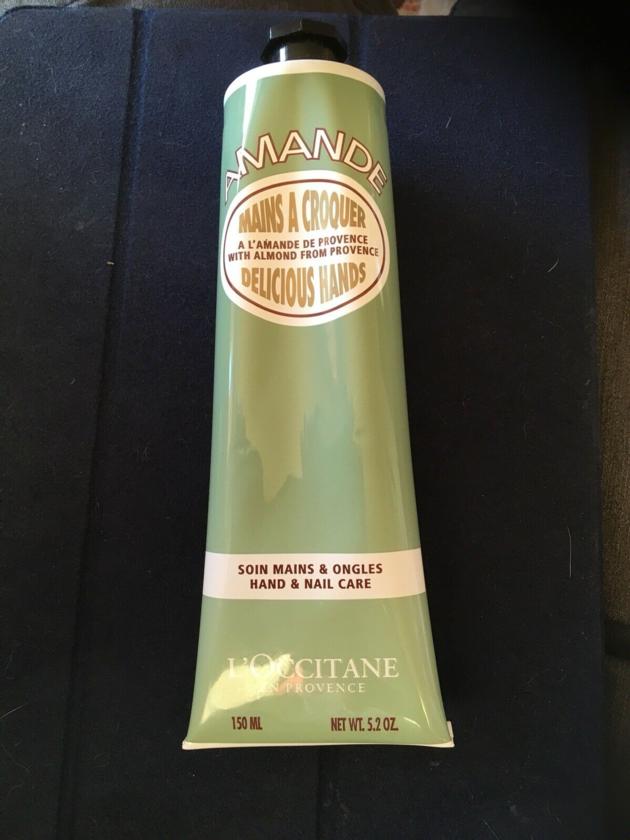 AMANDE
MAINS A CROQUER
A L'AMANDE DE PROVENCE
WITH ALMOND FROM PROVENCE
DELICIOUS HANDS
SOIN MAINS & ONGLES
HAND & NAIL CARE
L'OCCITANE
EN PROVENCE
150 ML NET WT. 5.2 OZ.